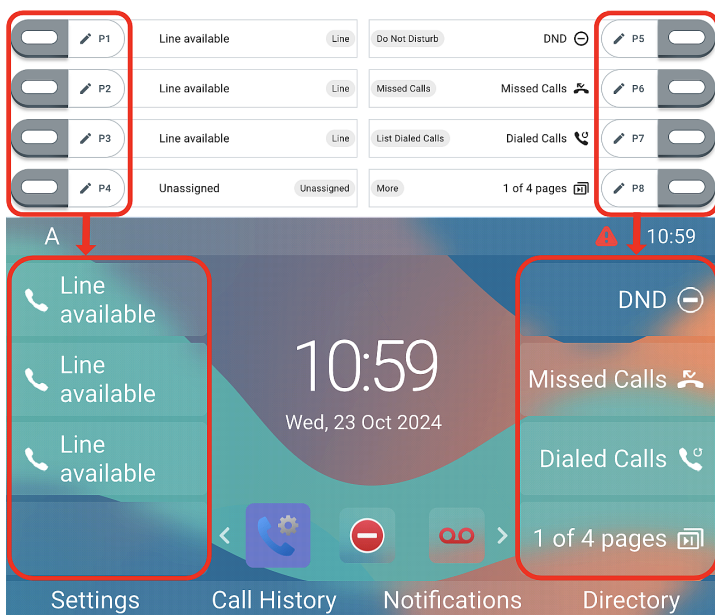 P1 Line available Line Do Not Disturb DND P5
P2 Line available Line Missed Calls Missed Calls P6
P3 Line available Line List Dialed Calls Dialed Calls P7
P4 Unassigned Unassigned More 1 of 4 pages P8
A 10:59
Line
available
Line
available
Line
available
10:59
Wed, 23 Oct 2024
DND
Missed Calls
Dialed Calls
1 of 4 pages
Settings Call History Notifications Directory